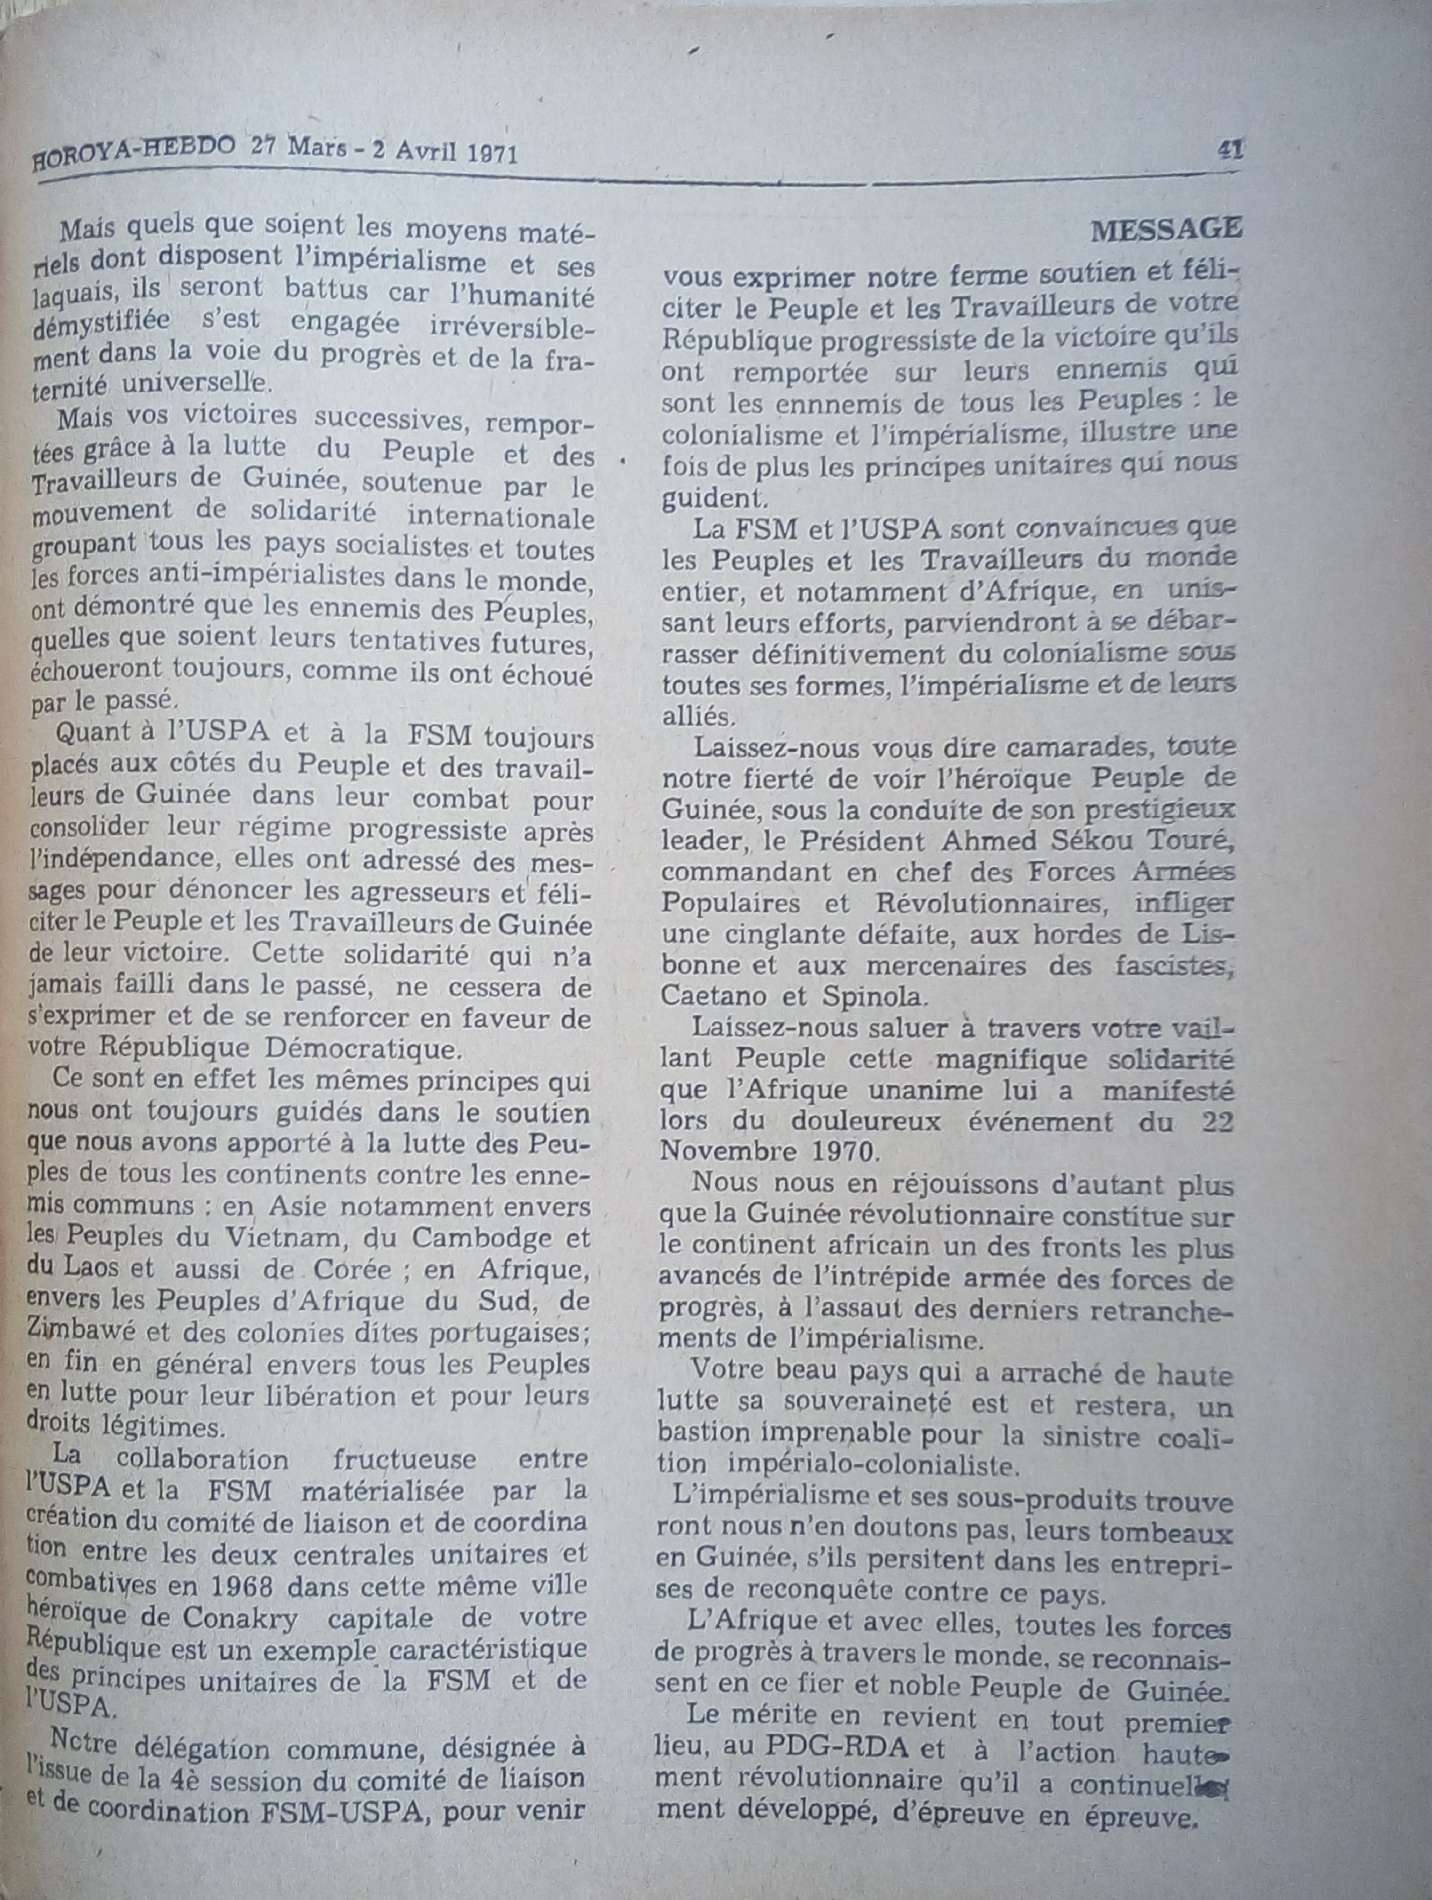 HOROYA-HEBDO 27 Mars - 2 Avril 1971
41
Mais quels que soient les moyens maté-
riels dont disposent l'impérialisme et ses
laquais, ils seront battus car l'humanité
démystifiée s'est engagée irréversible-
ment dans la voie du progrès et de la fra-
ternité universelle.
Mais vos victoires successives, rempor-
tées grâce à la lutte du Peuple et des
Travailleurs de Guinée, soutenue par le
mouvement de solidarité internationale
groupant tous les pays socialistes et toutes
les forces anti-impérialistes dans le monde,
ont démontré que les ennemis des Peuples,
quelles que soient leurs tentatives futures,
échoueront toujours, comme ils ont échoué
par le passé.
Quant à l'USPA et à la FSM toujours
placés aux côtés du Peuple et des travail-
leurs de Guinée dans leur combat pour
consolider leur régime progressiste après
l'indépendance, elles ont adressé des mes-
sages pour dénoncer les agresseurs et féli-
citer le Peuple et les Travailleurs de Guinée
de leur victoire. Cette solidarité qui n'a
jamais failli dans le passé, ne cessera de
s'exprimer et de se renforcer en faveur de
votre République Démocratique.
Ce sont en effet les mêmes principes qui
nous ont toujours guidés dans le soutien
que nous avons apporté à la lutte des Peu-
ples de tous les continents contre les enne-
mis communs : en Asie notamment envers
les Peuples du Vietnam, du Cambodge et
du Laos et aussi de Corée ; en Afrique,
envers les Peuples d'Afrique du Sud, de
Zimbawé et des colonies dites portugaises;
en fin en général envers tous les Peuples
en lutte pour leur libération et pour leurs
droits légitimes.
La collaboration fructueuse entre
l'USPA et la FSM matérialisée par la
création du comité de liaison et de coordina
tion entre les deux centrales unitaires et
combatives en 1968 dans cette même ville
héroïque de Conakry capitale de votre
République est un exemple caractéristique
des principes unitaires de la FSM et de
l'USPA.
Notre délégation commune, désignée à
l'issue de la 4è session du comité de liaison
et de coordination FSM-USPA, pour venir
MESSAGE
vous exprimer notre ferme soutien et féli-
citer le Peuple et les Travailleurs de votre
République progressiste de la victoire qu'ils
ont remportée sur leurs ennemis qui
sont les ennnemis de tous les Peuples : le
colonialisme et l'impérialisme, illustre une
fois de plus les principes unitaires qui nous
guident.
La FSM et l'USPA sont convaincues que
les Peuples et les Travailleurs du monde
entier, et notamment d'Afrique, en unis-
sant leurs efforts, parviendront à se débar-
rasser définitivement du colonialisme sous
toutes ses formes, l'impérialisme et de leurs
alliés.
Laissez-nous vous dire camarades, toute
notre fierté de voir l'héroïque Peuple de
Guinée, sous la conduite de son prestigieux
leader, le Président Ahmed Sékou Touré,
commandant en chef des Forces Armées
Populaires et Révolutionnaires, infliger
une cinglante défaite, aux hordes de Lis-
bonne et aux mercenaires des fascistes,
Caetano et Spinola.
Laissez-nous saluer à travers votre vail-
lant Peuple cette magnifique solidarité
que l'Afrique unanime lui a manifesté
lors du douleureux événement du 22
Novembre 1970.
Nous nous en réjouissons d'autant plus
que la Guinée révolutionnaire constitue sur
le continent africain un des fronts les plus
avancés de l'intrépide armée des forces de
progrès, à l'assaut des derniers retranche-
ments de l'impérialisme.
Votre beau pays qui a arraché de haute
lutte sa souveraineté est et restera, un
bastion imprenable pour la sinistre coali-
tion impérialo-colonialiste.
L'impérialisme et ses sous-produits trouve
ront nous n'en doutons pas, leurs tombeaux
en Guinée, s'ils persitent dans les entrepri-
ses de reconquête contre ce pays.
L'Afrique et avec elles, toutes les forces
de progrès à travers le monde, se reconnais-
sent en ce fier et noble Peuple de Guinée.
Le mérite en revient en tout premier
lieu, au PDG-RDA et à l'action haute-
ment révolutionnaire qu'il a continuelle-
ment développé, d'épreuve en épreuve.